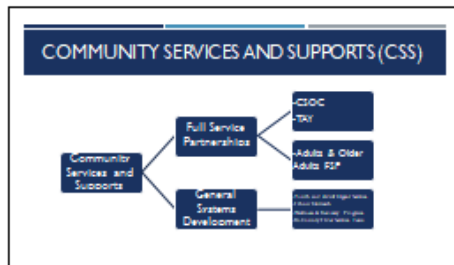 COMMUNITY SERVICES AND SUPPORTS (CSS)
Community
Services and
Supports
Full Service
Partnerships
General
Systems
Development
-CSOC
-TAY
-Adults & Older
Adults FSP